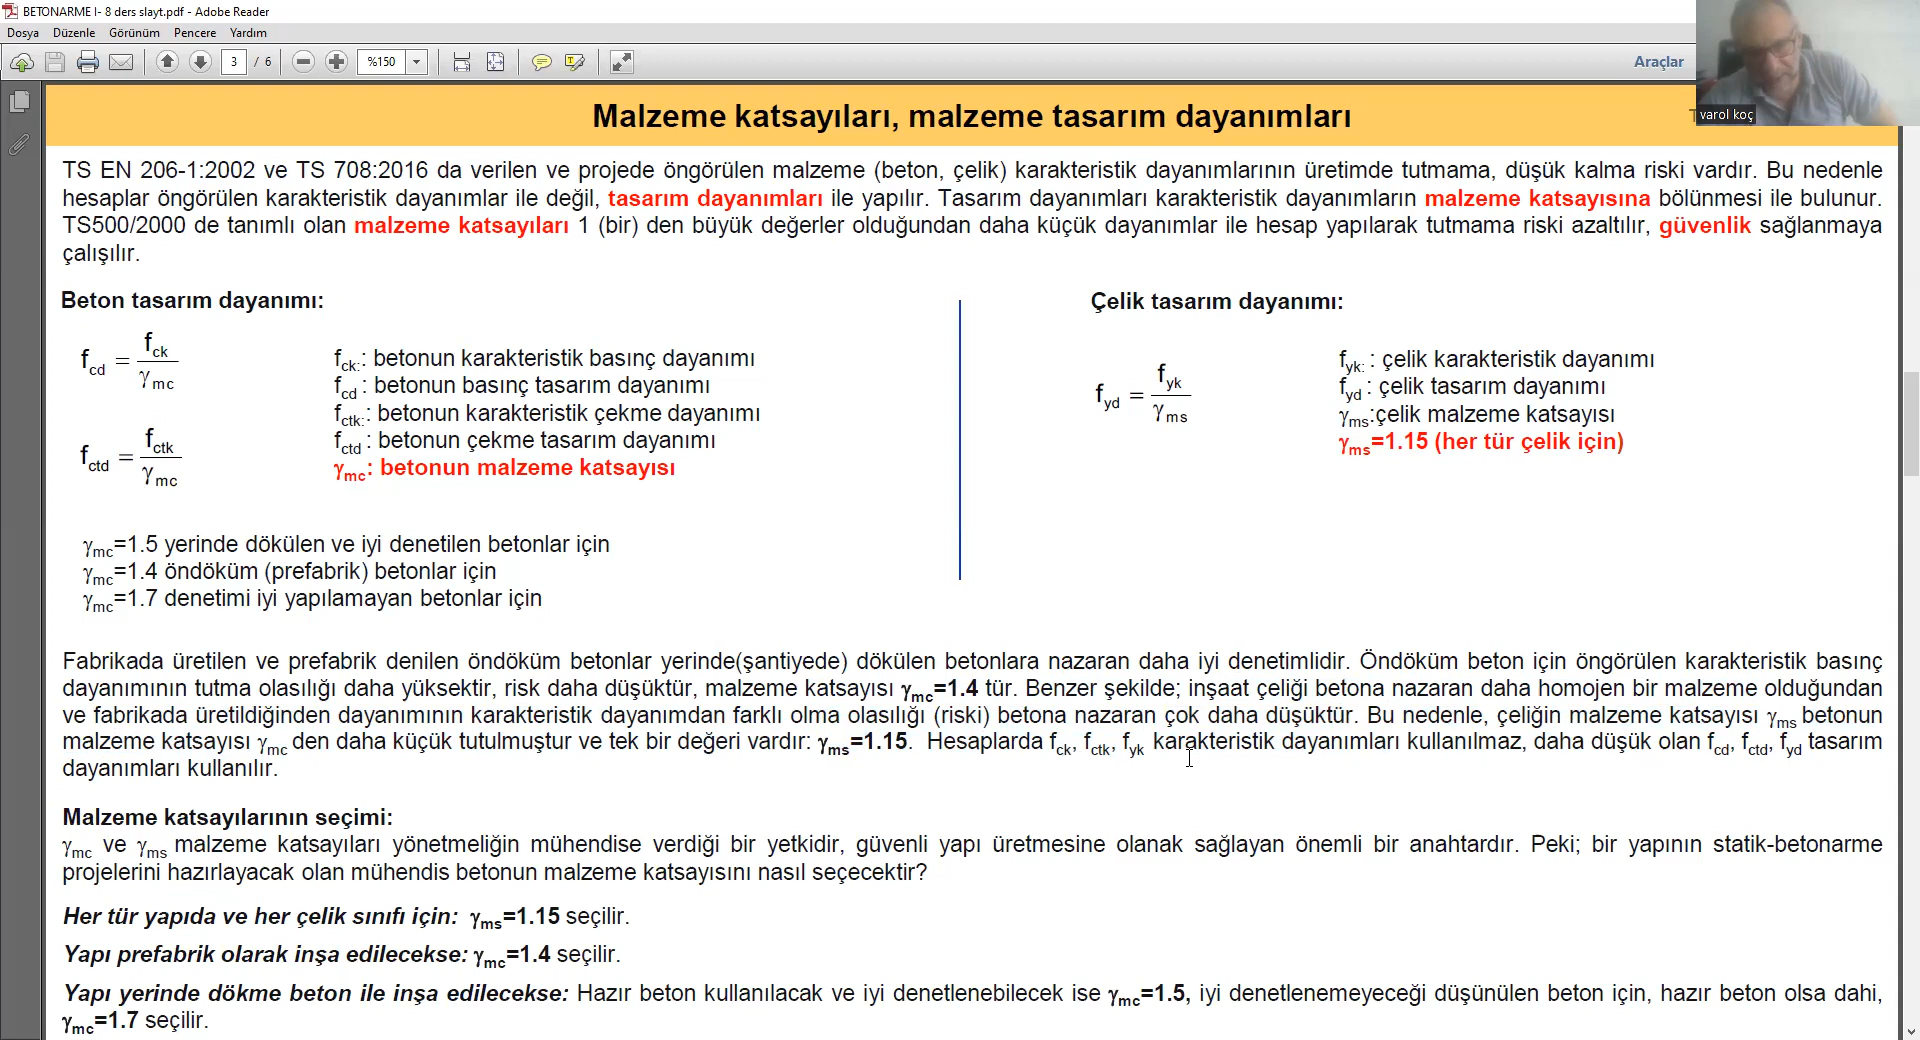 BETONARME I- 8 ders slayt.pdf - Adobe Reader
Dosya Düzenle Görünüm Pencere Yardım
3 / 6 %150 Araçlar
varol koç
Malzeme katsayıları, malzeme tasarım dayanımları
TS EN 206-1:2002 ve TS 708:2016 da verilen ve projede öngörülen malzeme (beton, çelik) karakteristik dayanımlarının üretimde tutmama, düşük kalma riski vardır. Bu nedenle
hesaplar öngörülen karakteristik dayanımlar ile değil, tasarım dayanımları ile yapılır. Tasarım dayanımları karakteristik dayanımların malzeme katsayısına bölünmesi ile bulunur.
TS500/2000 de tanımlı olan malzeme katsayıları 1 (bir) den büyük değerler olduğundan daha küçük dayanımlar ile hesap yapılarak tutmama riski azaltılır, güvenlik sağlanmaya
çalışılır.
Beton tasarım dayanımı:
fcd = fck / γmc
fctd = fctk / γmc
fck: : betonun karakteristik basınç dayanımı
fcd : betonun basınç tasarım dayanımı
fctk: : betonun karakteristik çekme dayanımı
fctd : betonun çekme tasarım dayanımı
γmc: betonun malzeme katsayısı
γmc=1.5 yerinde dökülen ve iyi denetilen betonlar için
γmc=1.4 öndöküm (prefabrik) betonlar için
γmc=1.7 denetimi iyi yapılamayan betonlar için
Çelik tasarım dayanımı:
fyd = fyk / γms
fyk: : çelik karakteristik dayanımı
fyd : çelik tasarım dayanımı
γms:çelik malzeme katsayısı
γms=1.15 (her tür çelik için)
Fabrikada üretilen ve prefabrik denilen öndöküm betonlar yerinde(şantiyede) dökülen betonlara nazaran daha iyi denetimlidir. Öndöküm beton için öngörülen karakteristik basınç
dayanımının tutma olasılığı daha yüksektir, risk daha düşüktür, malzeme katsayısı γmc=1.4 tür. Benzer şekilde; inşaat çeliği betona nazaran daha homojen bir malzeme olduğundan
ve fabrikada üretildiğinden dayanımının karakteristik dayanımdan farklı olma olasılığı (riski) betona nazaran çok daha düşüktür. Bu nedenle, çeliğin malzeme katsayısı γms betonun
malzeme katsayısı γmc den daha küçük tutulmuştur ve tek bir değeri vardır: γms=1.15. Hesaplarda fck, fctk, fyk karakteristik dayanımları kullanılmaz, daha düşük olan fcd, fctd, fyd tasarım
dayanımları kullanılır.
Malzeme katsayılarının seçimi:
γmc ve γms malzeme katsayıları yönetmeliğin mühendise verdiği bir yetkidir, güvenli yapı üretmesine olanak sağlayan önemli bir anahtardır. Peki; bir yapının statik-betonarme
projelerini hazırlayacak olan mühendis betonun malzeme katsayısını nasıl seçecektir?
Her tür yapıda ve her çelik sınıfı için: γms=1.15 seçilir.
Yapı prefabrik olarak inşa edilecekse: γmc=1.4 seçilir.
Yapı yerinde dökme beton ile inşa edilecekse: Hazır beton kullanılacak ve iyi denetlenebilecek ise γmc=1.5, iyi denetlenemeyeceği düşünülen beton için, hazır beton olsa dahi,
γmc=1.7 seçilir.